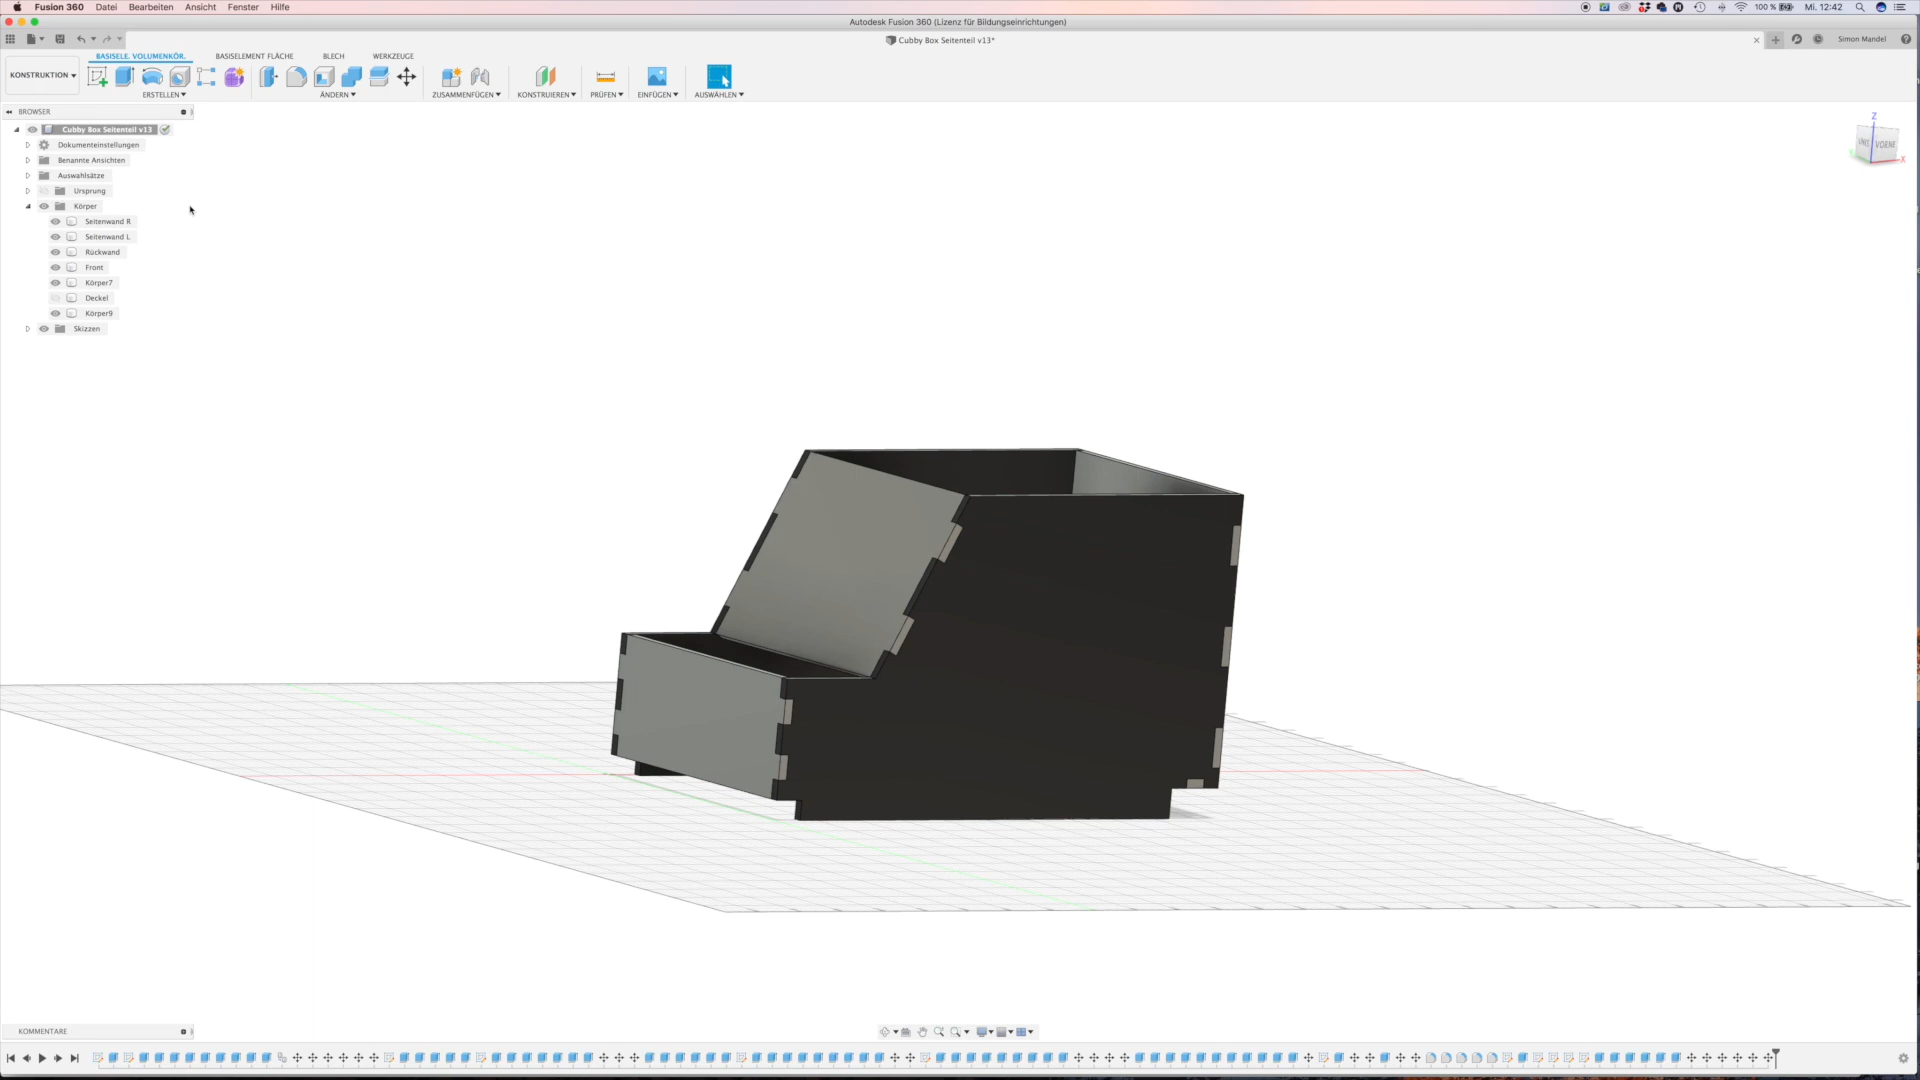 Fusion 360 Datei Bearbeiten Ansicht Fenster Hilfe
100 % Mi. 12:42
Autodesk Fusion 360 (Lizenz für Bildungseinrichtungen)
Cubby Box Seitenteil v13*
Simon Mandel
BASISELE. VOLUMENKÖR. BASISELEMENT FLÄCHE BLECH WERKZEUGE
KONSTRUKTION
ERSTELLEN ÄNDERN ZUSAMMENFÜGEN KONSTRUIEREN PRÜFEN EINFÜGEN AUSWÄHLEN
BROWSER
Cubby Box Seitenteil v13
Dokumenteinstellungen
Benannte Ansichten
Auswahlsätze
Ursprung
Körper
Seitenwand R
Seitenwand L
Rückwand
Front
Körper7
Deckel
Körper9
Skizzen
Z
VORNE
X
KOMMENTARE